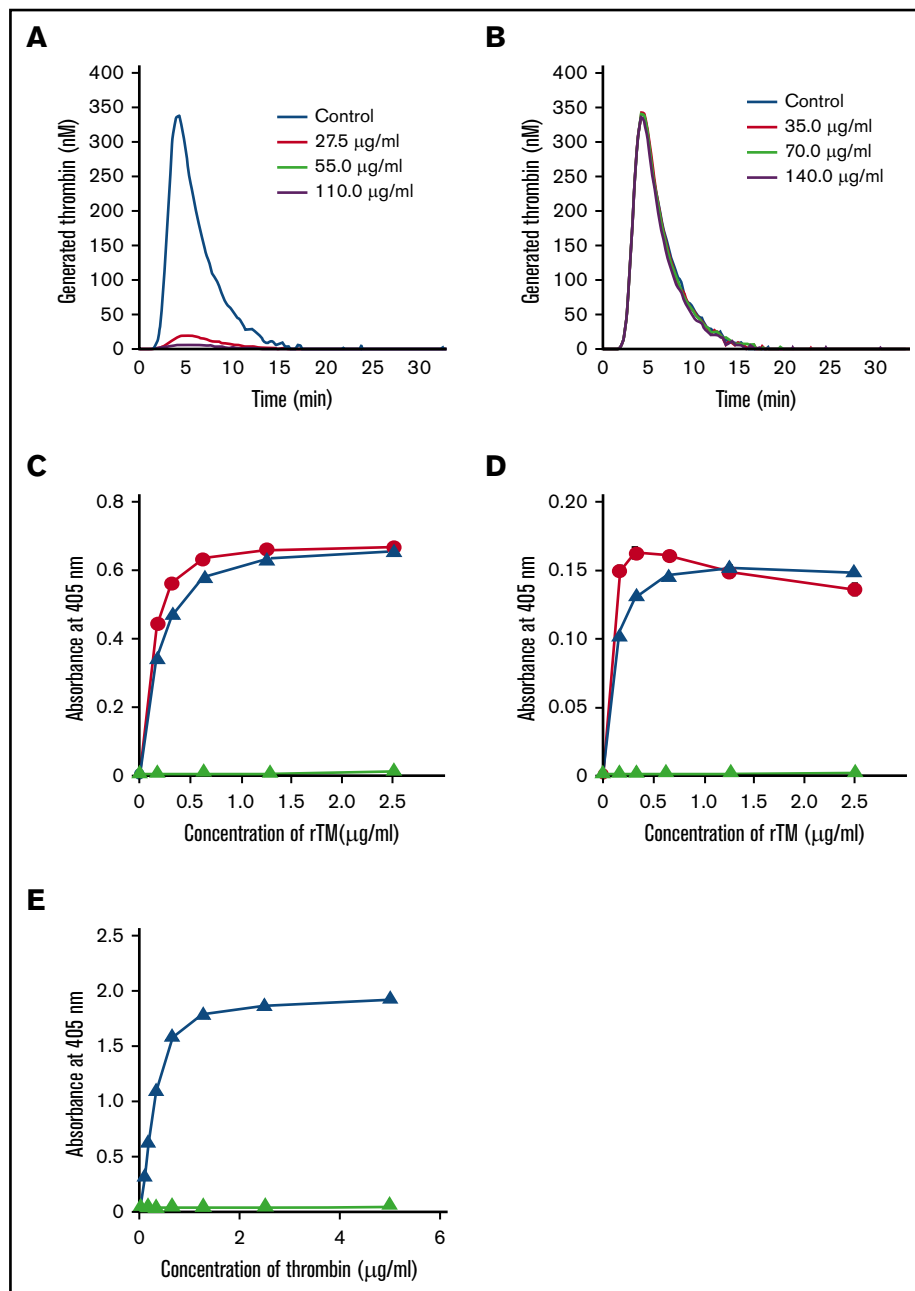 A
400
350
300
250
200
150
100
50
0
Generated thrombin (nM)
Control
27.5 μg/ml
55.0 μg/ml
110.0 μg/ml
0 5 10 15 20 25 30
Time (min)
B
400
350
300
250
200
150
100
50
0
Generated thrombin (nM)
Control
35.0 μg/ml
70.0 μg/ml
140.0 μg/ml
0 5 10 15 20 25 30
Time (min)
C
0.8
0.6
0.4
0.2
0
Absorbance at 405 nm
0 0.5 1.0 1.5 2.0 2.5
Concentration of rTM(μg/ml)
D
0.20
0.15
0.10
0.05
0
Absorbance at 405 nm
0 0.5 1.0 1.5 2.0 2.5
Concentration of rTM (μg/ml)
E
2.5
2.0
1.5
1.0
0.5
0
Absorbance at 405 nm
0 2 4 6
Concentration of thrombin (μg/ml)